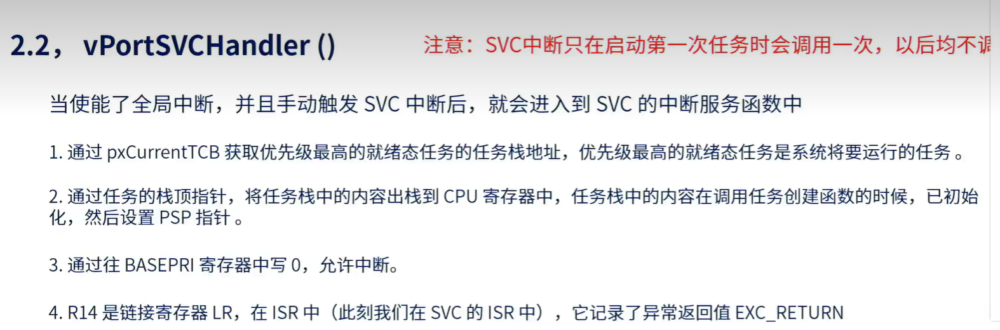 2.2， vPortSVCHandler ()
注意：SVC中断只在启动第一次任务时会调用一次，以后均不调
当使能了全局中断，并且手动触发 SVC 中断后，就会进入到 SVC 的中断服务函数中
1. 通过 pxCurrentTCB 获取优先级最高的就绪态任务的任务栈地址，优先级最高的就绪态任务是系统将要运行的任务 。
2. 通过任务的栈顶指针，将任务栈中的内容出栈到 CPU 寄存器中，任务栈中的内容在调用任务创建函数的时候，已初始
化，然后设置 PSP 指针 。
3. 通过往 BASEPRI 寄存器中写 0，允许中断。
4. R14 是链接寄存器 LR，在 ISR 中（此刻我们在 SVC 的 ISR 中），它记录了异常返回值 EXC_RETURN